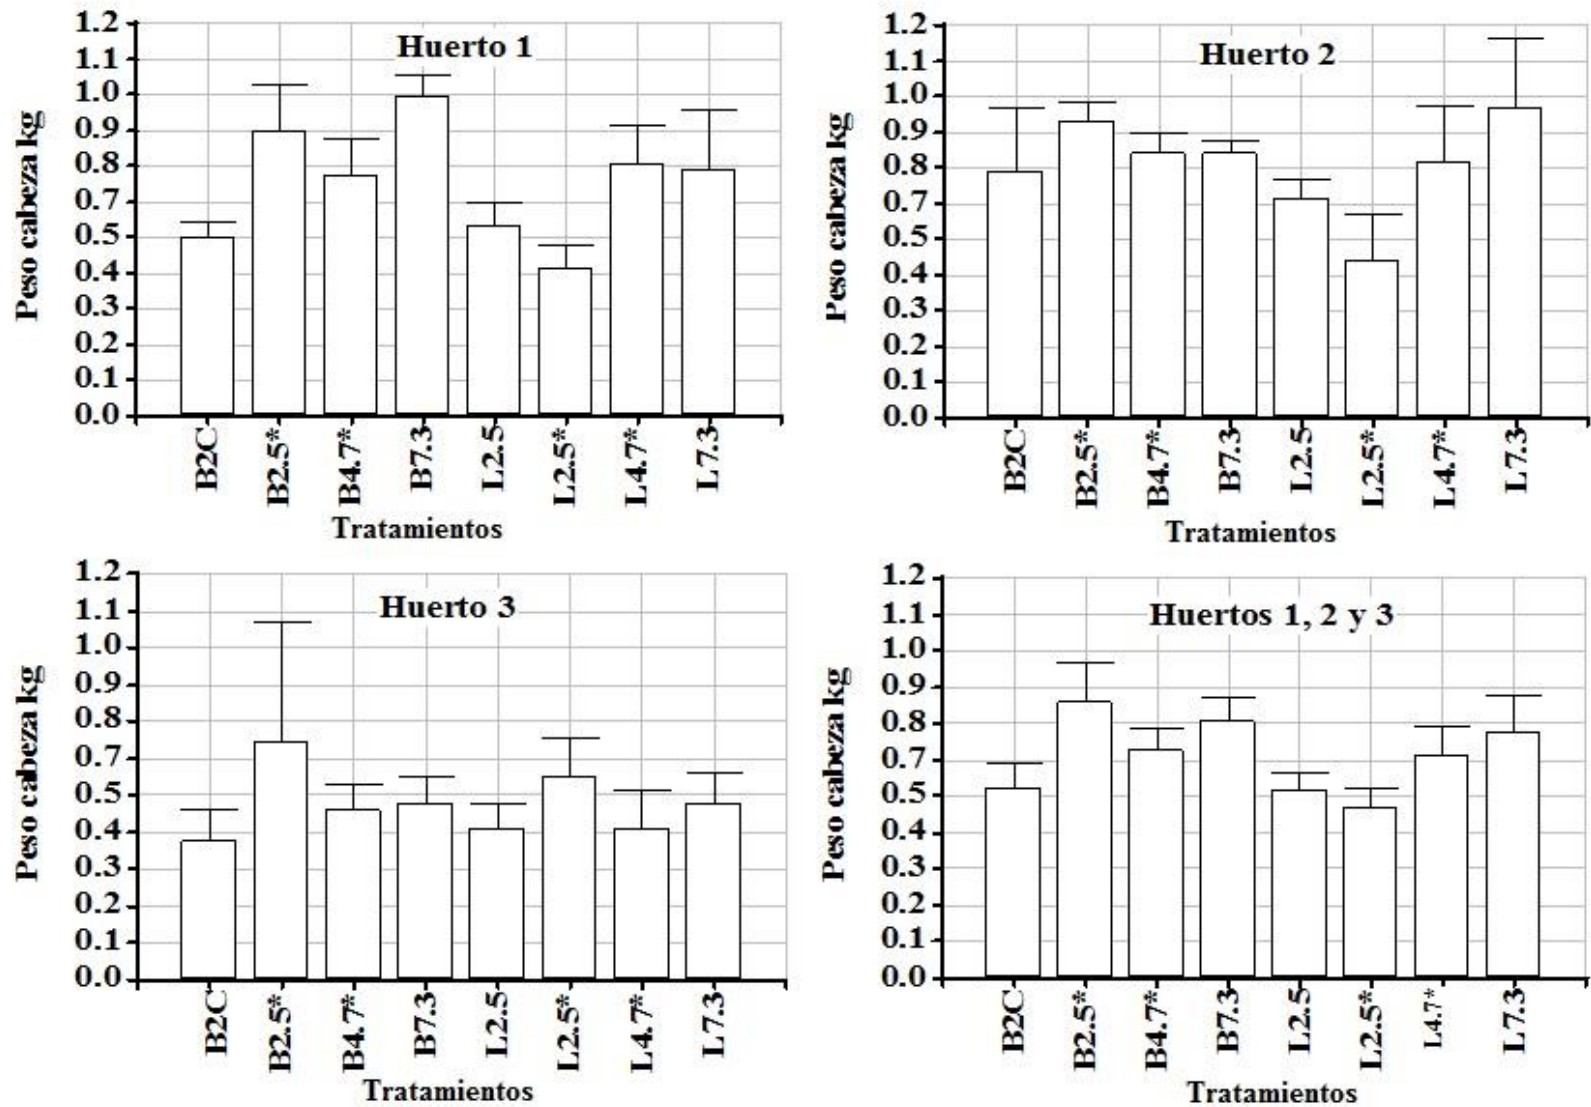 Huerto 1
Peso cabeza kg
1.2
1.1
1.0
0.9
0.8
0.7
0.6
0.5
0.4
0.3
0.2
0.1
0.0
B2C
B2.5*
B4.7*
B7.3
L2.5
L2.5*
L4.7*
L7.3
Tratamientos
Huerto 2
Peso cabeza kg
1.2
1.1
1.0
0.9
0.8
0.7
0.6
0.5
0.4
0.3
0.2
0.1
0.0
B2C
B2.5*
B4.7*
B7.3
L2.5
L2.5*
L4.7*
L7.3
Tratamientos
Huerto 3
Peso cabeza kg
1.2
1.1
1.0
0.9
0.8
0.7
0.6
0.5
0.4
0.3
0.2
0.1
0.0
B2C
B2.5*
B4.7*
B7.3
L2.5
L2.5*
L4.7*
L7.3
Tratamientos
Huertos 1, 2 y 3
Peso cabeza kg
1.2
1.1
1.0
0.9
0.8
0.7
0.6
0.5
0.4
0.3
0.2
0.1
0.0
B2C
B2.5*
B4.7*
B7.3
L2.5
L2.5*
L4.7*
L7.3
Tratamientos